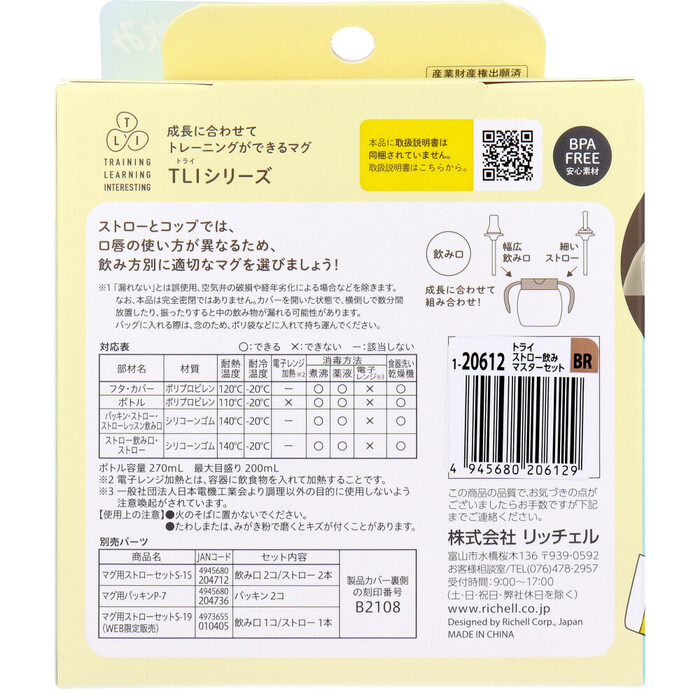 飲み
産業財産権出願済
T
L I
TRAINING
LEARNING
INTERESTING
成長に合わせて
トレーニングができるマグ
トライ
TLIシリーズ
本品に取扱説明書は
同梱されていません。
取扱説明書はこちらから。
BPA
FREE
安心素材
ストローとコップでは、
口唇の使い方が異なるため、
飲み方別に適切なマグを選びましょう!
飲み口
幅広
飲み口
細い
ストロー
成長に合わせて
組み合わせ!
※1 「漏れない」とは誤使用、空気弁の破損や経年劣化による場合などを除きます。
なお、本品は完全密閉ではありません。カバーを開いた状態で、横倒しで数分間
放置したり、振ったりすると中の飲み物が漏れる可能性があります。
バッグに入れる際は、念のため、ポリ袋などに入れて持ち運んでください。
対応表 ○:できる ×:できない ー:該当しない
部材名 材質 耐熱温度 耐冷温度 電子レンジ加熱※2 消毒方法 煮沸 薬液 電子レンジ※3 食器洗い乾燥機
フタ・カバー ポリプロピレン 120℃ -20℃ ー ○ ○ × ○
ボトル ポリプロピレン 110℃ -20℃ × ○ ○ × ○
パッキン・ストロー・ストローレッスン飲み口 シリコーンゴム 140℃ -20℃ ー ○ ○ × ○
ストロー飲み口・ストロー シリコーンゴム 140℃ -20℃ ー ○ ○ × ○
ボトル容量 270mL 最大目盛り 200mL
※2 電子レンジ加熱とは、容器に飲食物を入れて加熱することです。
※3 一般社団法人日本電機工業会より調理以外の目的に使用しないよう
注意喚起がされています。
【使用上の注意】●火のそばに置かないでください。
●たわしまたは、みがき粉で磨くとキズが付くことがあります。
別売パーツ
商品名 JANコード セット内容
マグ用ストローセットS-15 4945680 204712 飲み口 2コ/ストロー 2本
マグ用パッキンP-7 4945680 204736 パッキン 2コ
マグ用ストローセットS-19 (WEB限定販売) 4973655 010405 飲み口 1コ/ストロー 1本
製品カバー裏側
の刻印番号
B2108
1-20612
トライ
ストロー飲み
マスターセット
BR
4 945680 206129
この商品の品質で、お気づきの点が
ございましたらお手数ですが下記
までご連絡ください。
株式会社 リッチェル
富山市水橋桜木136 〒939-0592
お客様相談室/TEL(076)478-2957
受付時間:9:00〜17:00
(土・日・祝日・弊社休日を除く)
www.richell.co.jp
Designed by Richell Corp., Japan
MADE IN CHINA